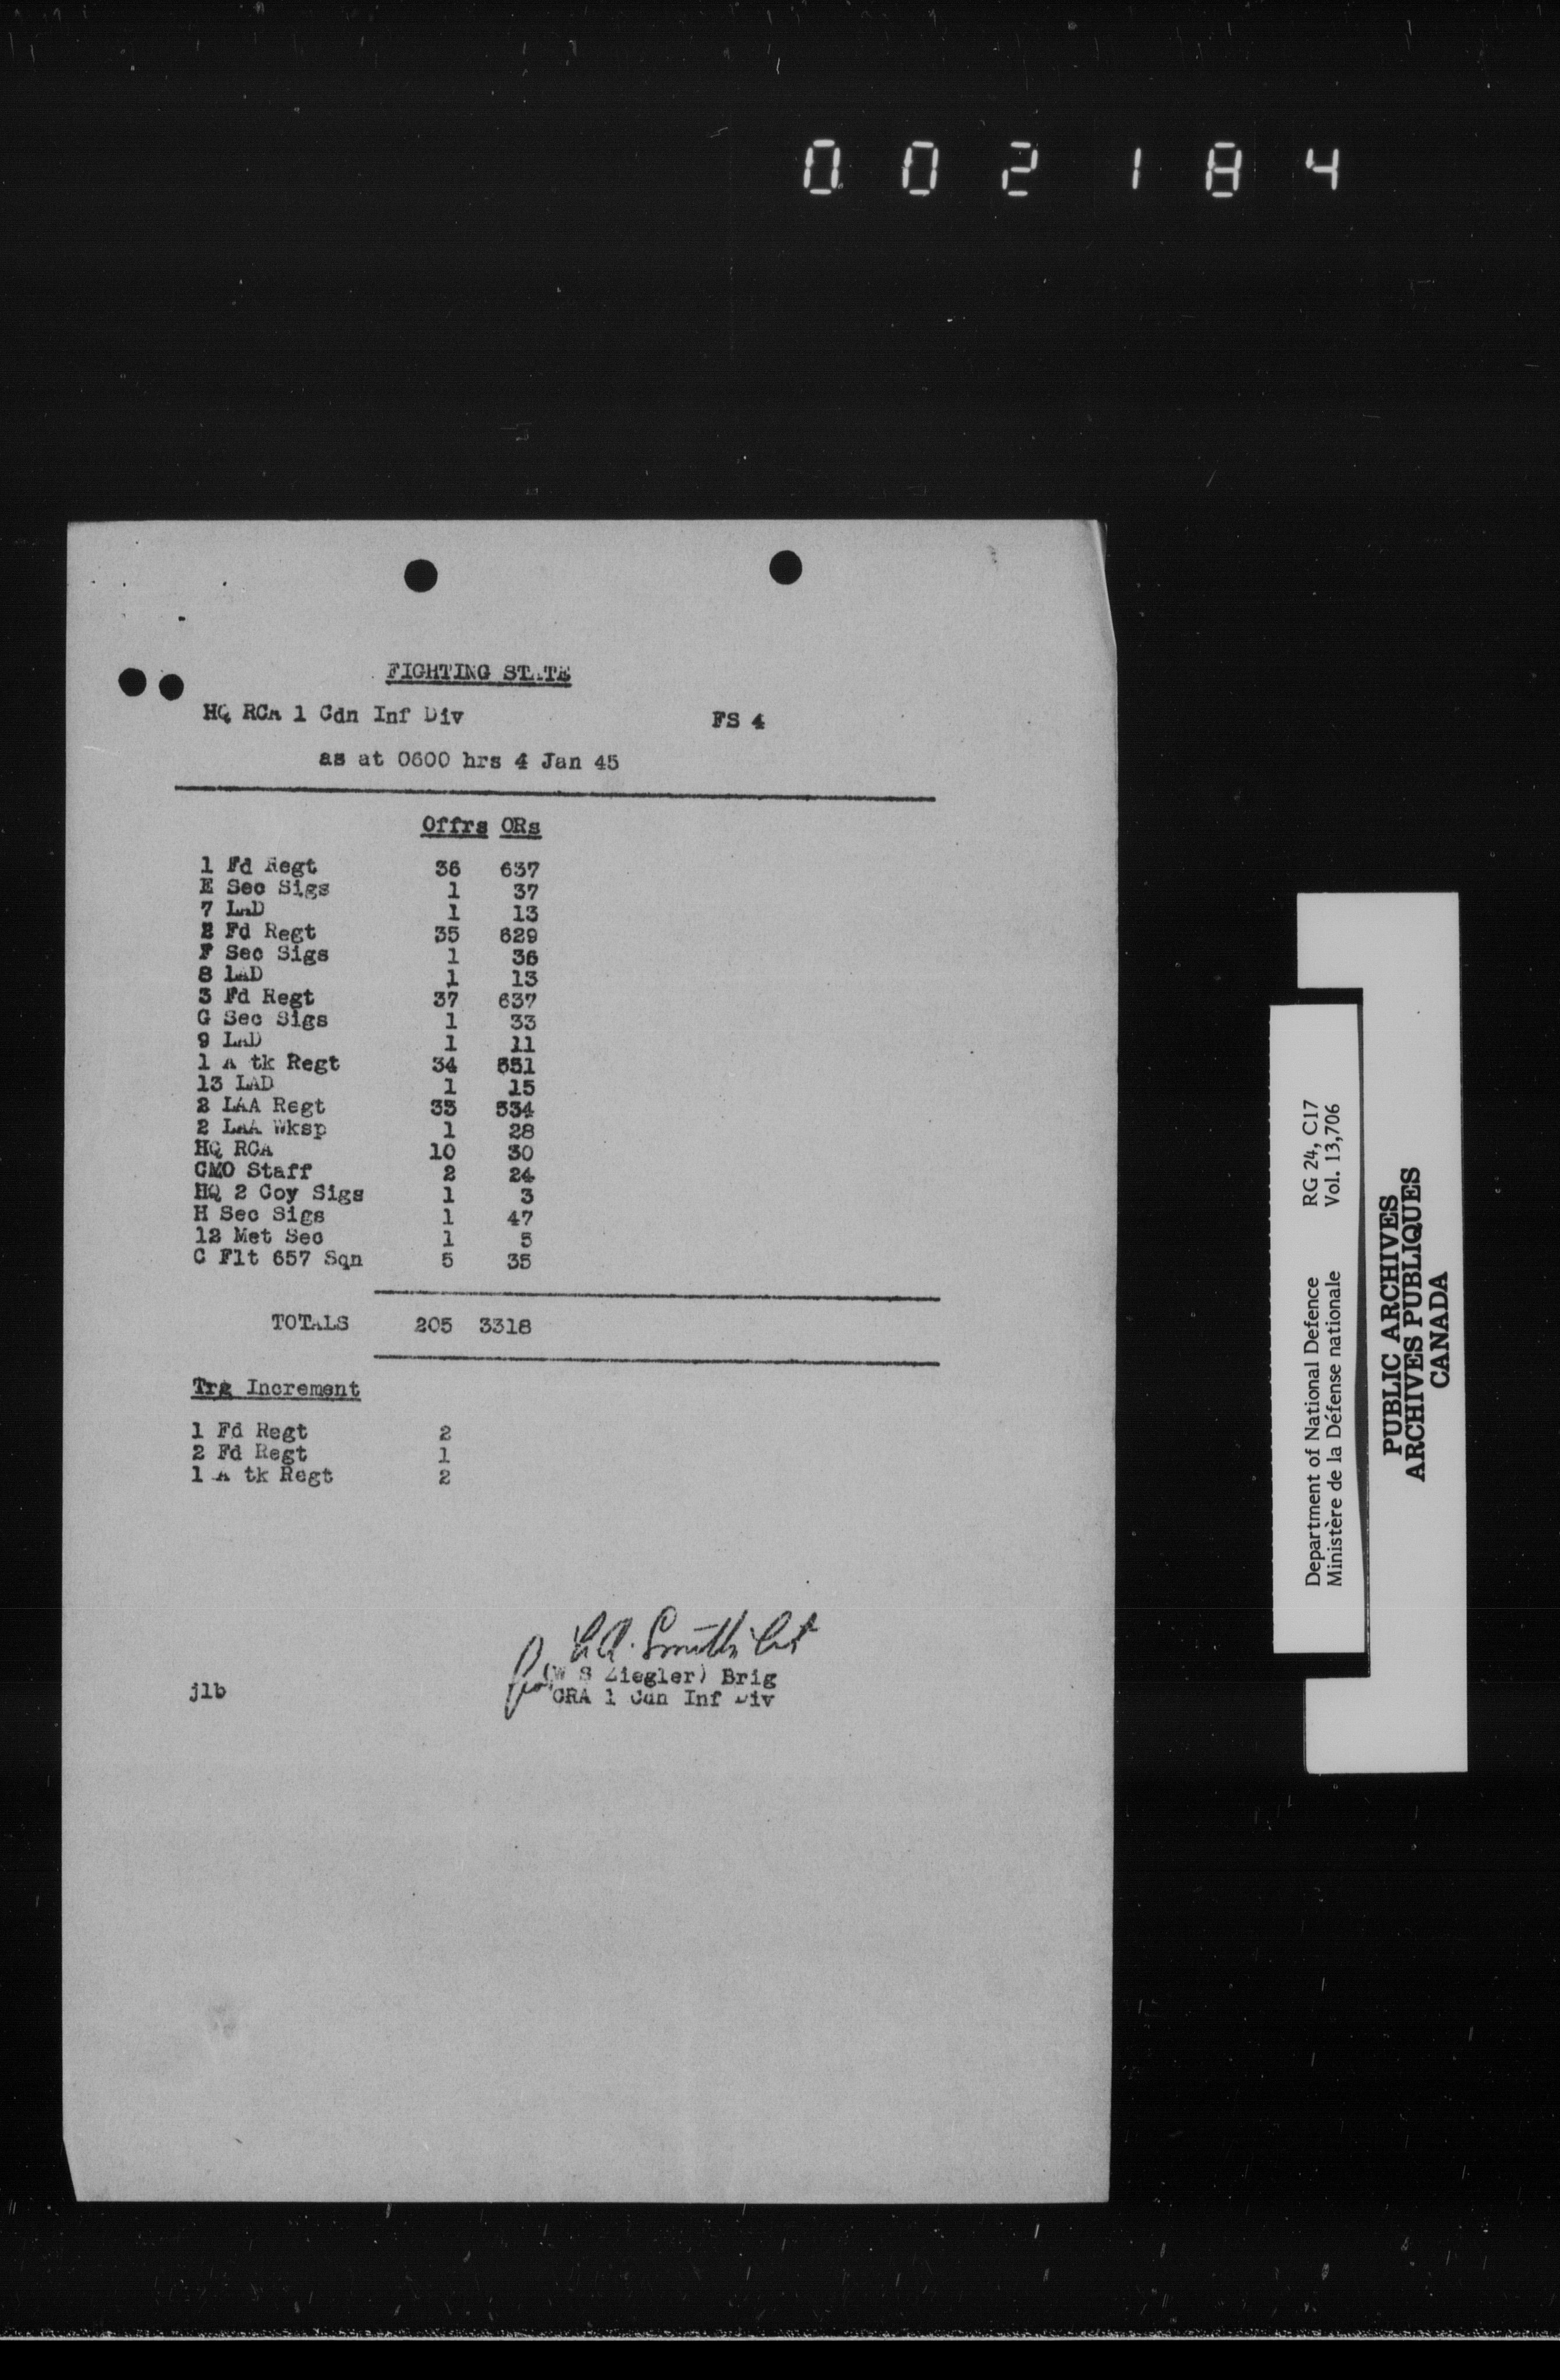 0 0 2 1 8 4
FIGHTING STATE
HQ RCA 1 Cdn Inf Div FS 4
as at 0600 hrs 4 Jan 45
Offrs ORs
1 Fd Regt 36 637
E Sec Sigs 1 37
7 LAD 1 13
2 Fd Regt 35 629
F Sec Sigs 1 36
8 LAD 1 13
3 Fd Regt 37 637
G Sec Sigs 1 33
9 LAD 1 11
1 A tk Regt 34 551
13 LAD 1 15
2 LAA Regt 35 534
2 LAA Wksp 1 28
HQ RCA 10 30
CMO Staff 2 24
HQ 2 Coy Sigs 1 3
H Sec Sigs 1 47
12 Met Sec 1 5
C Flt 657 Sqn 5 35
TOTALS 205 3318
Trg Increment
1 Fd Regt 2
2 Fd Regt 1
1 A tk Regt 2
Smith
for (W S Ziegler) Brig
jlb CRA 1 Cdn Inf Div
Department of National Defence RG 24, C17
Ministère de la Défense nationale Vol. 13,706
PUBLIC ARCHIVES
ARCHIVES PUBLIQUES
CANADA